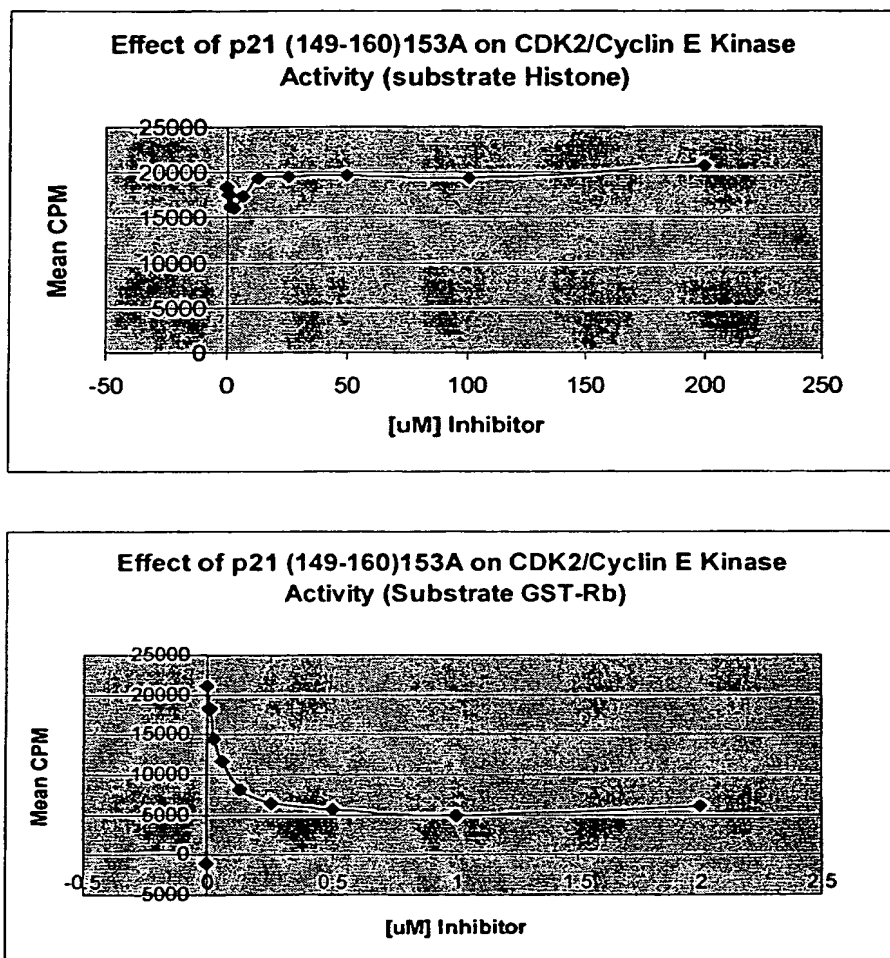 Effect of p21 (149-160)153A on CDK2/Cyclin E Kinase
Activity (substrate Histone)
25000
20000
15000
10000
5000
0
Mean CPM
-50 0 50 100 150 200 250
[uM] Inhibitor
Effect of p21 (149-160)153A on CDK2/Cyclin E Kinase
Activity (Substrate GST-Rb)
25000
20000
15000
10000
5000
0
Mean CPM
-0.5 0 0.5 1 1.5 2 2.5
5000
[uM] Inhibitor